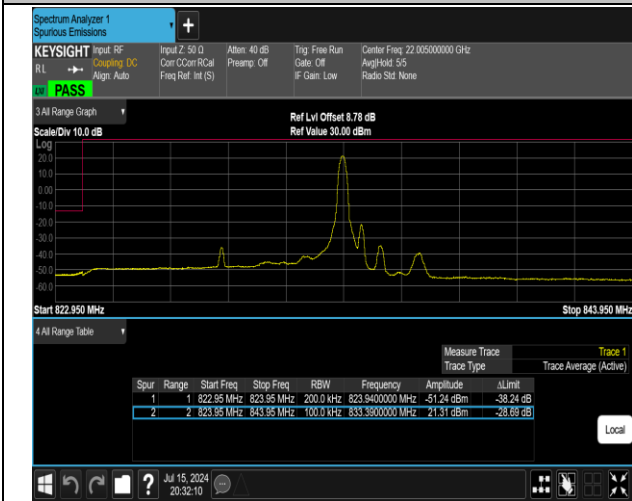 Spectrum Analyzer 1
Spurious Emissions
+
KEYSIGHT Input: RF Input Z: 50 Ω Atten: 40 dB Trig: Free Run Center Freq: 22.005000000 GHz
RL Coupling: DC Corr CCorr RCal Preamp: Off Gate: Off Avg|Hold: 5/5
Align: Auto Freq Ref: Int (S) IF Gain: Low Radio Std: None
PASS
3 All Range Graph
Ref Lvl Offset 8.78 dB
Scale/Div 10.0 dB Ref Value 30.00 dBm
Log
20.0
10.0
0.00
-10.0
-20.0
-30.0
-40.0
-50.0
-60.0
Start 822.950 MHz Stop 843.950 MHz
4 All Range Table
Measure Trace Trace 1
Trace Type Trace Average (Active)
Spur Range Start Freq Stop Freq RBW Frequency Amplitude ΔLimit
1 1 822.95 MHz 823.95 MHz 200.0 kHz 823.9400000 MHz -51.24 dBm -38.24 dB
2 2 823.95 MHz 843.95 MHz 100.0 kHz 833.3900000 MHz 21.31 dBm -28.69 dB
Local
? Jul 15, 2024
20:32:10